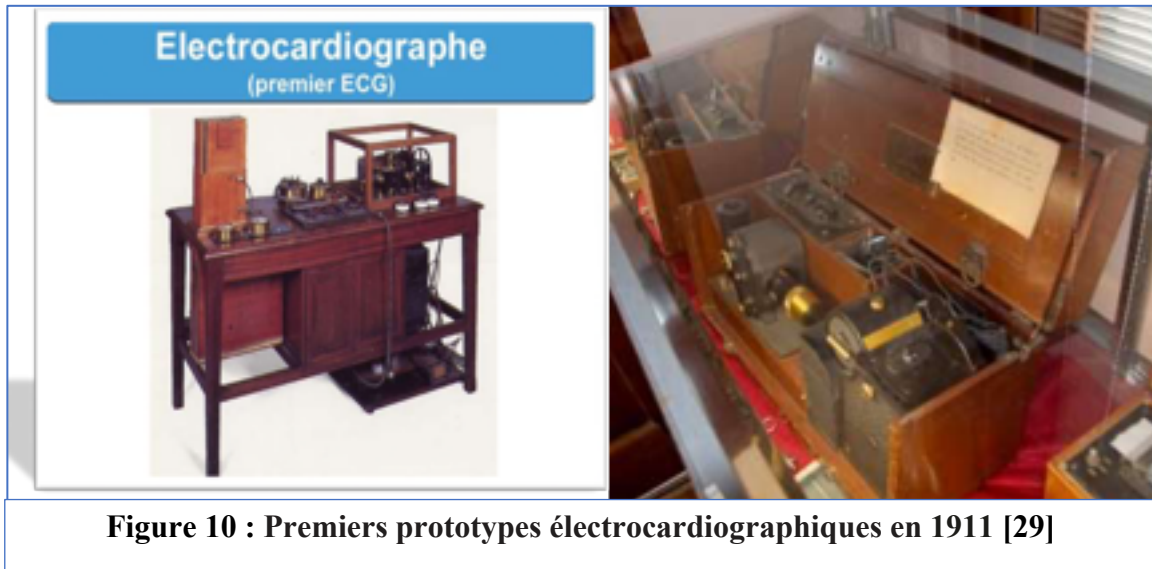 Electrocardiographe
(premier ECG)
Figure 10 : Premiers prototypes électrocardiographiques en 1911 [29]